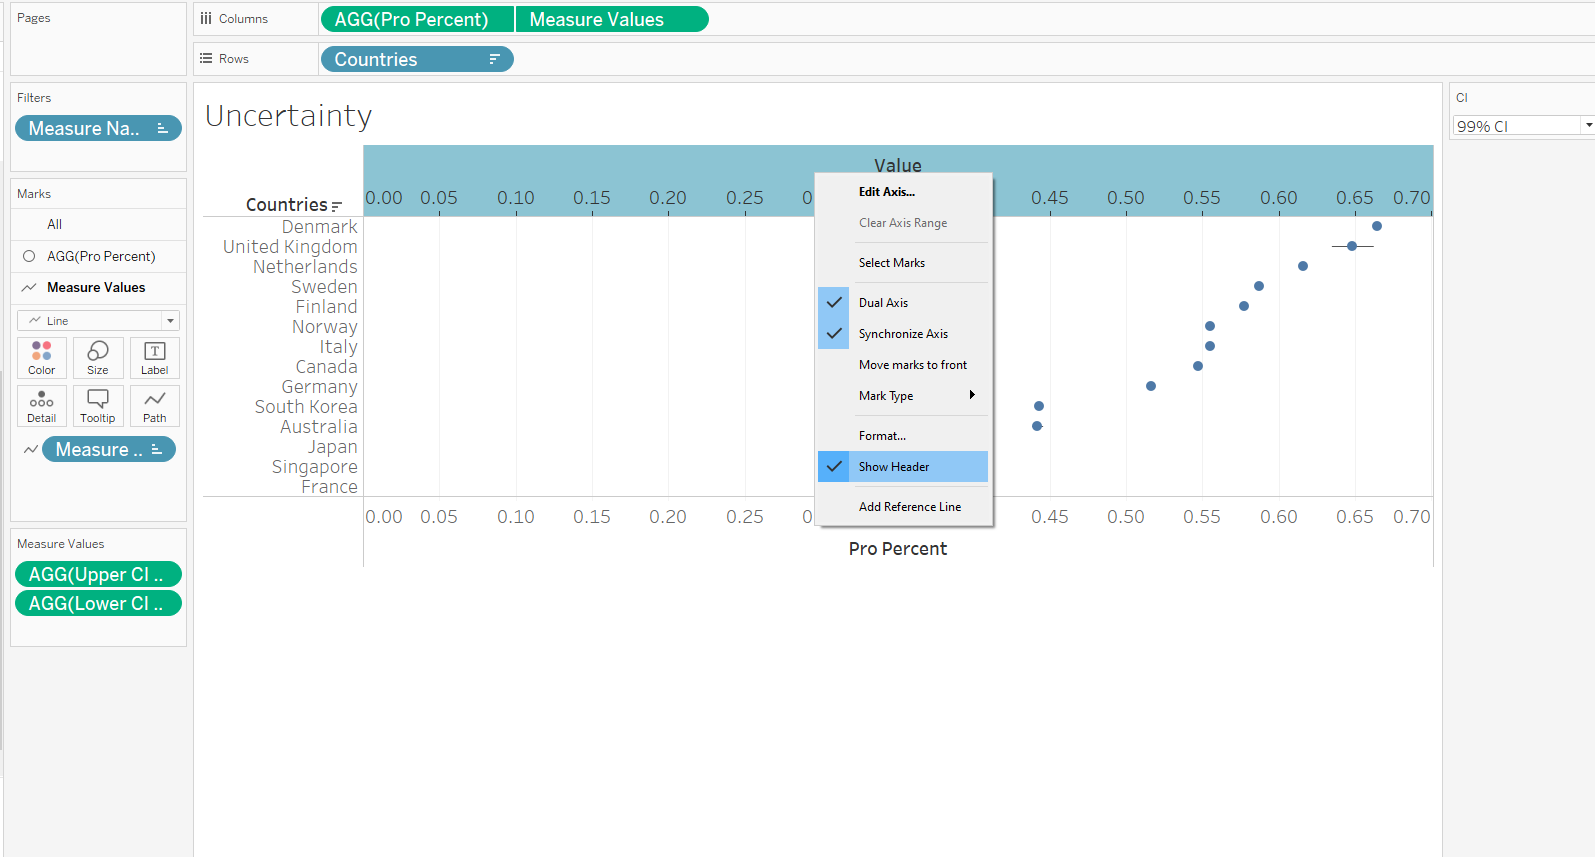 Pages
Columns
AGG(Pro Percent)
Measure Values
Rows
Countries
Filters
Measure Na..
Marks
All
AGG(Pro Percent)
Measure Values
Line
Color
Size
Label
Detail
Tooltip
Path
Measure ..
Measure Values
AGG(Upper CI ..
AGG(Lower CI ..
Uncertainty
Value
Countries
0.00 0.05 0.10 0.15 0.20 0.25 0.45 0.50 0.55 0.60 0.65 0.70
Denmark
United Kingdom
Netherlands
Sweden
Finland
Norway
Italy
Canada
Germany
South Korea
Australia
Japan
Singapore
France
0.00 0.05 0.10 0.15 0.20 0.25 0.45 0.50 0.55 0.60 0.65 0.70
Pro Percent
Edit Axis...
Clear Axis Range
Select Marks
Dual Axis
Synchronize Axis
Move marks to front
Mark Type
Format...
Show Header
Add Reference Line
CI
99% CI